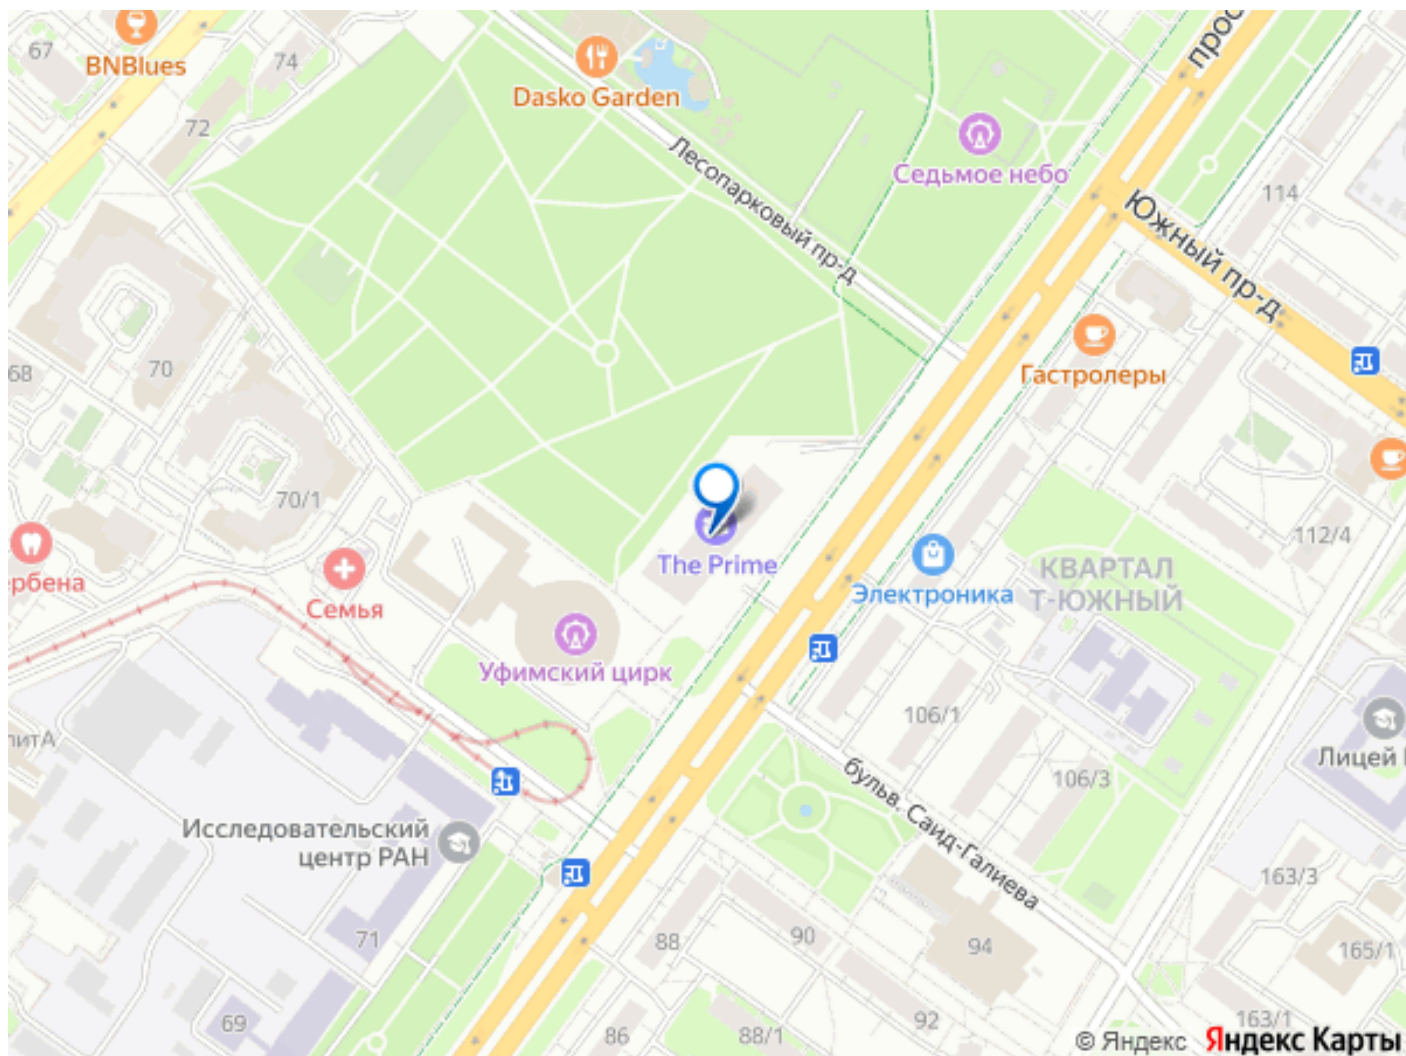 67
BNBlues
74
72
Dasko Garden
Лесопарковый пр-д
Седьмое небо
прос
114
Южный пр-д
Гастролеры
68
70
70/1
ербена
Семья
The Prime
Уфимский цирк
Электроника
КВАРТАЛ
Т-ЮЖНЫЙ
112/4
106/1
106/3
Лицей
литА
Исследовательский
центр РАН
бульв. Саид-Галиева
71
69
88
90
94
86
88/1
92
163/3
165/1
163/1
© Яндекс Яндекс Карты